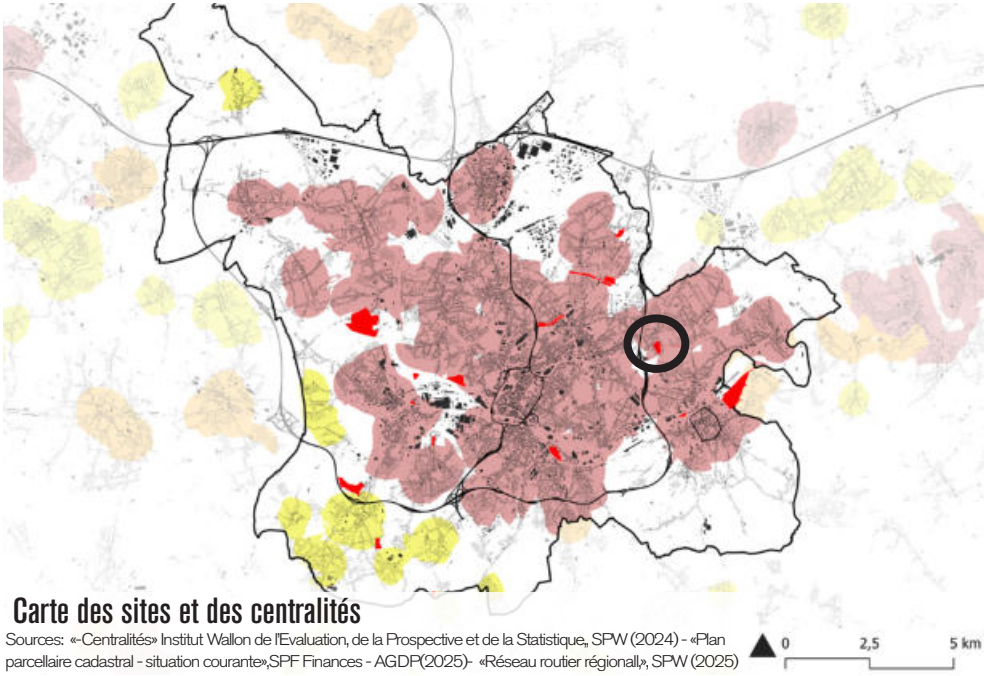 Carte des sites et des centralités
Sources: «-Centralités» Institut Wallon de l'Evaluation, de la Prospective et de la Statistique,, SPW (2024) - «Plan
parcellaire cadastral - situation courante»,SPF Finances - AGDP(2025)- «Réseau routier régional,», SPW (2025)
0 2,5 5 km